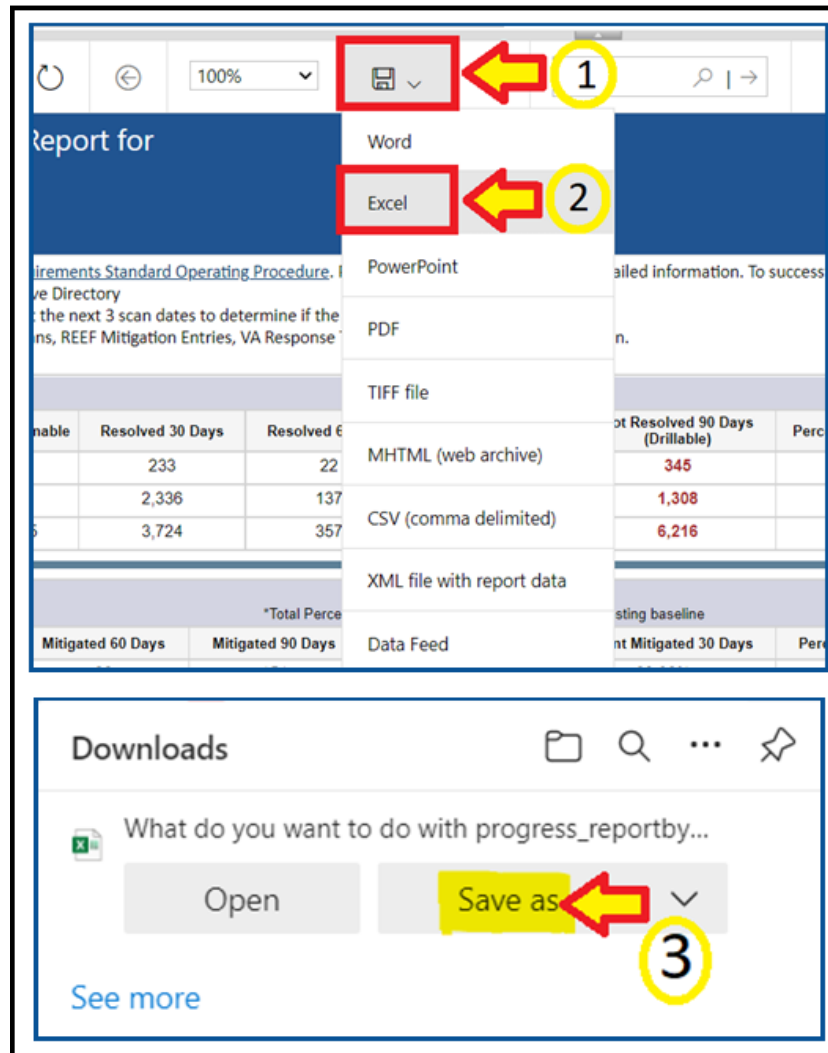 100%
1
Report for
Word
Excel
2
PowerPoint
PDF
TIFF file
MHTML (web archive)
CSV (comma delimited)
XML file with report data
Data Feed
irements Standard Operating Procedure. ailed information. To success
ve Directory
the next 3 scan dates to determine if the
ns, REEF Mitigation Entries, VA Response n.
nable Resolved 30 Days Resolved 6 ot Resolved 90 Days (Drillable) Perc
233 22 345
2,336 137 1,308
3,724 357 6,216
*Total Perce sting baseline
Mitigated 60 Days Mitigated 90 Days nt Mitigated 30 Days Pere
Downloads
What do you want to do with progress_reportby...
Open
Save as
3
See more